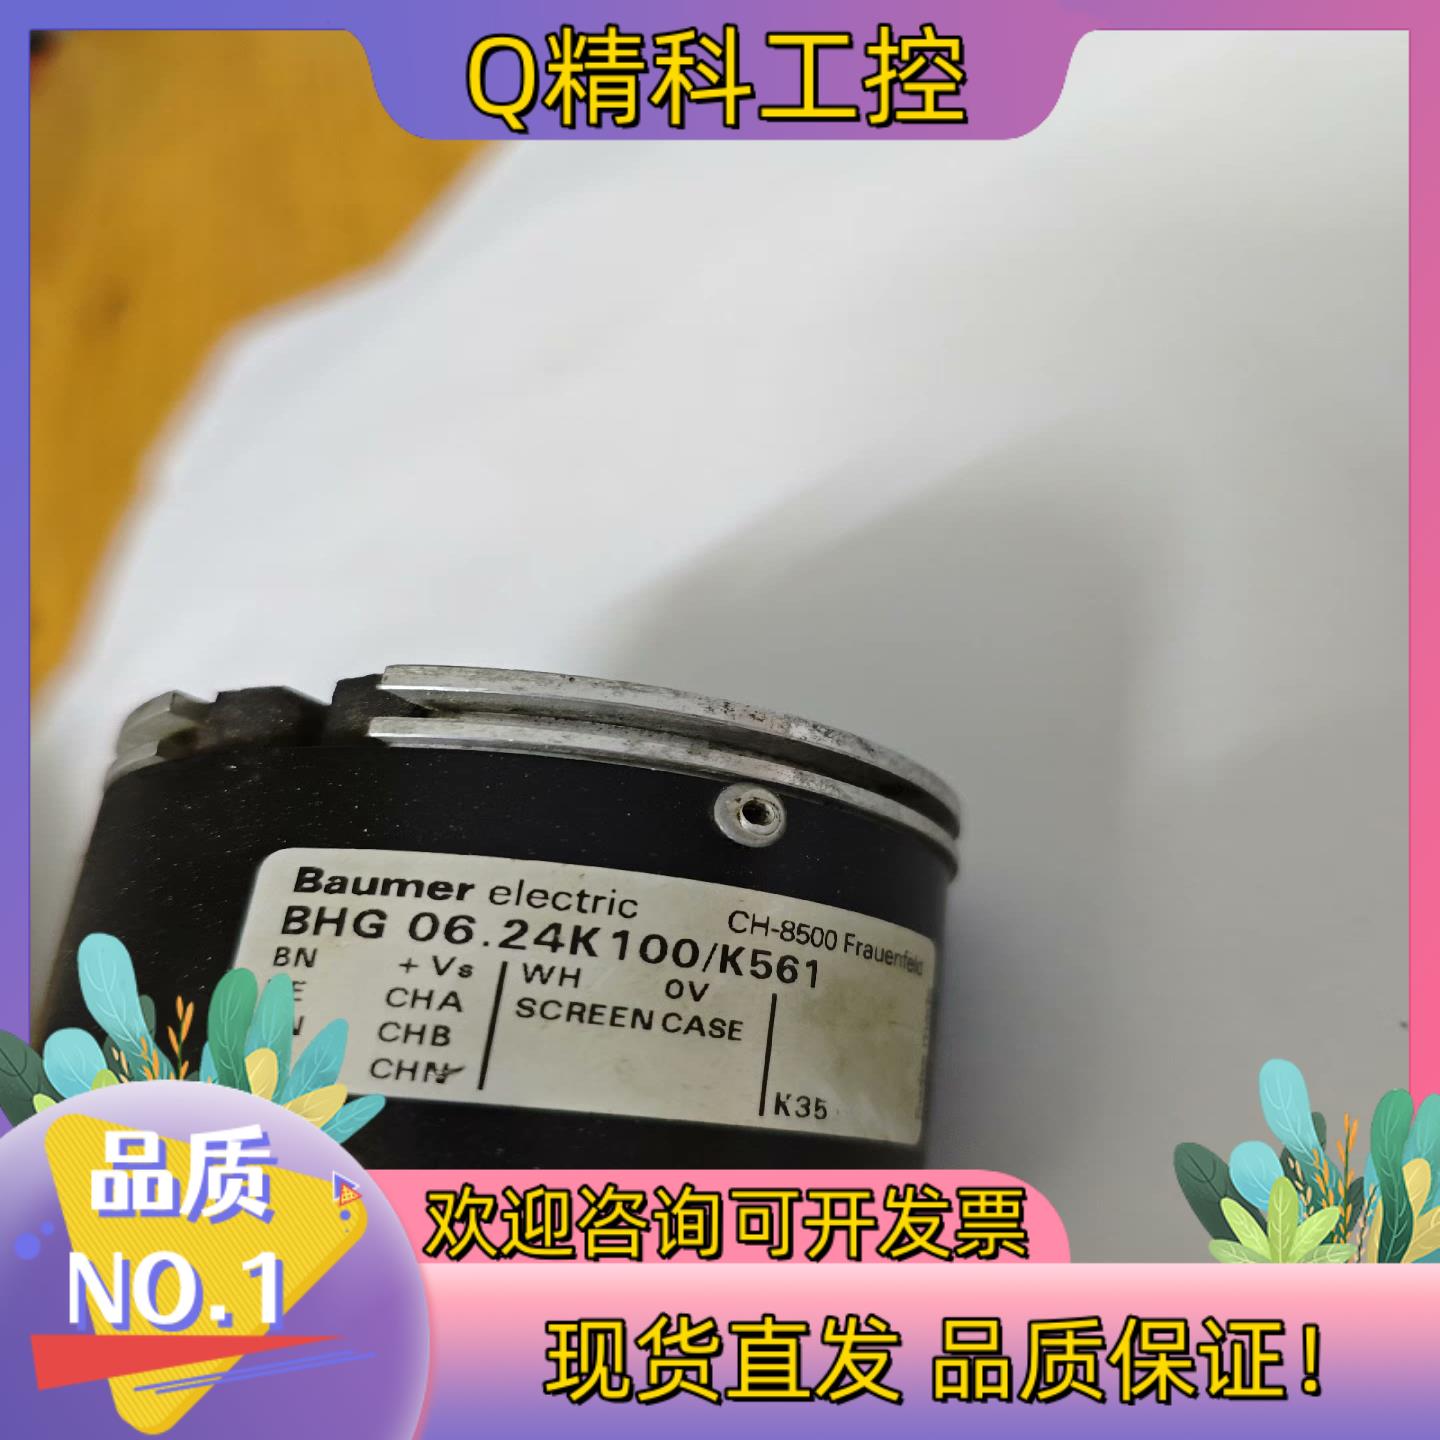 Q精科工控
Baumer electric
CH-8500 Frauenfeld
BHG 06.24K100/K561
BN +Vs WH 0V
CHA SCREEN CASE
CHB
CHN
K35
品质
NO.1
欢迎咨询可开发票
现货直发 品质保证!